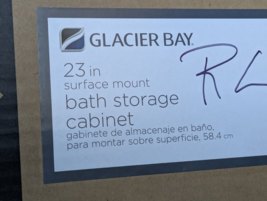 GLACIER BAY.
23 in
surface mount
bath storage
cabinet
gabinete de almacenaje en baño,
para montar sobre superficie, 58.4 cm